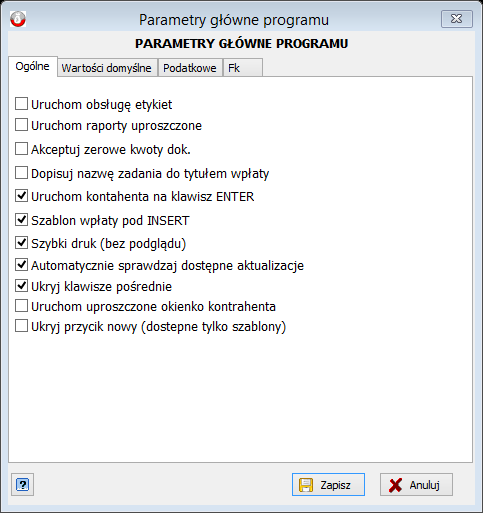 Parametry główne programu
PARAMETRY GŁÓWNE PROGRAMU
Ogólne Wartości domyślne Podatkowe Fk
Uruchom obsługę etykiet
Uruchom raporty uproszczone
Akceptuj zerowe kwoty dok.
Dopisuj nazwę zadania do tytułem wpłaty
Uruchom kontahenta na klawisz ENTER
Szablon wpłaty pod INSERT
Szybki druk (bez podglądu)
Automatycznie sprawdzaj dostępne aktualizacje
Ukryj klawisze pośrednie
Uruchom uproszczone okienko kontrahenta
Ukryj przycik nowy (dostepne tylko szablony)
? Zapisz Anuluj